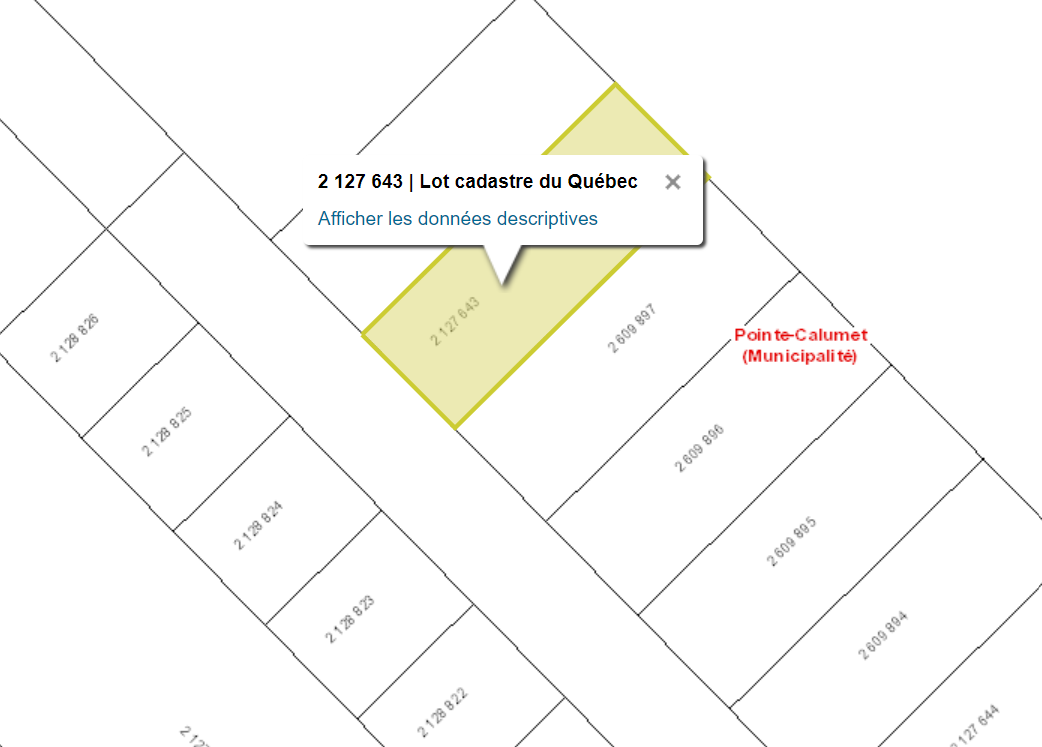 2 127 643 | Lot cadastre du Québec
Afficher les données descriptives
2 127 643
2 609 897
Pointe-Calumet
(Municipalité)
2 128 826
2 128 825
2 609 896
2 128 824
2 609 895
2 128 823
2 609 894
2 128 822
2 127 644